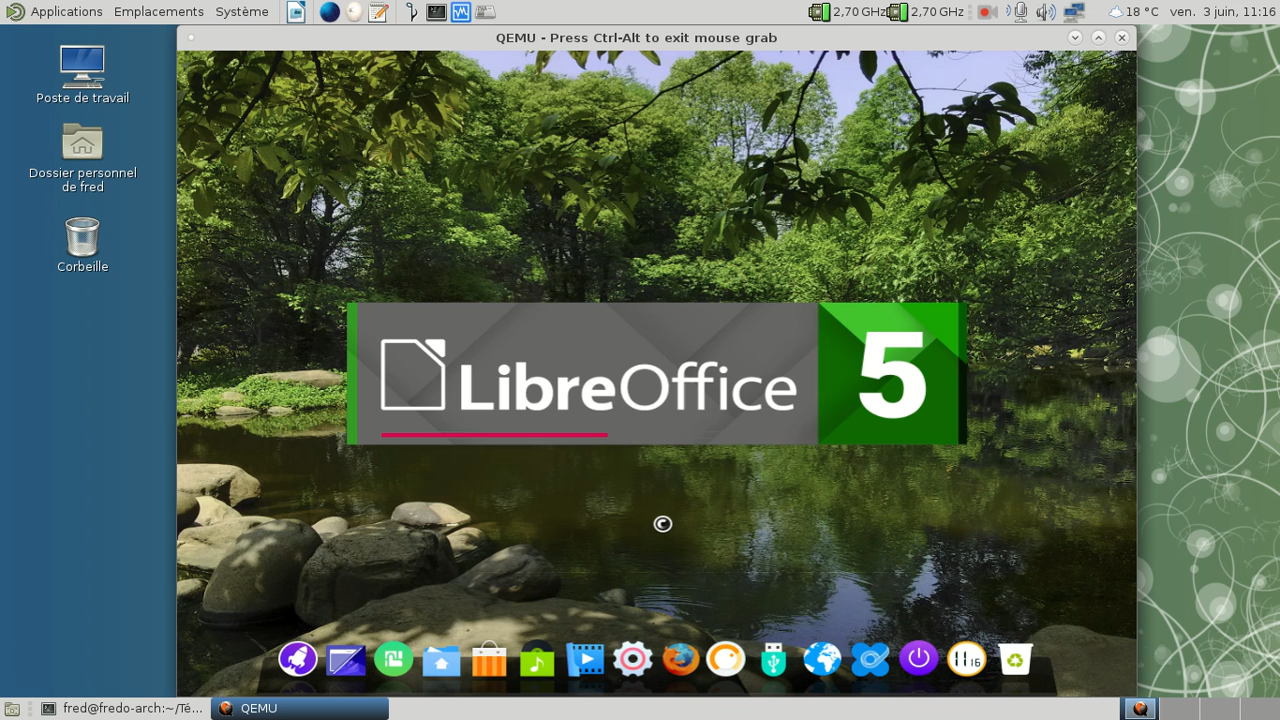 Applications Emplacements Système 2,70 GHz 2,70 GHz 18 °C ven. 3 juin, 11:16
QEMU - Press Ctrl-Alt to exit mouse grab
Poste de travail
Dossier personnel
de fred
Corbeille
LibreOffice 5
11 16
fred@fredo-arch:~/Té... QEMU